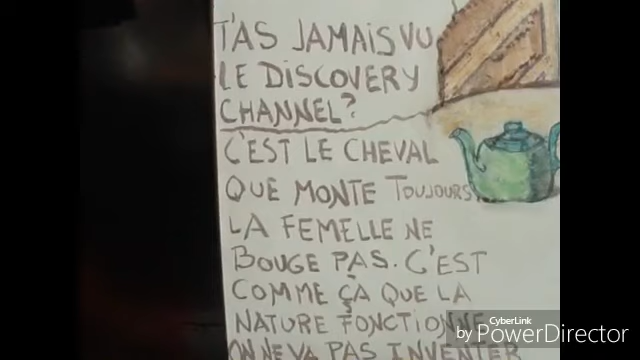 T'AS JAMAIS VU
LE DISCOVERY
CHANNEL?
C'EST LE CHEVAL
QUE MONTE TOUJOURS,
LA FEMELLE NE
BOUGE PAS. C'EST
COMME ÇA QUE LA
NATURE FONCTIONNE
ON NE VA PAS INVENTER
CyberLink
by PowerDirector